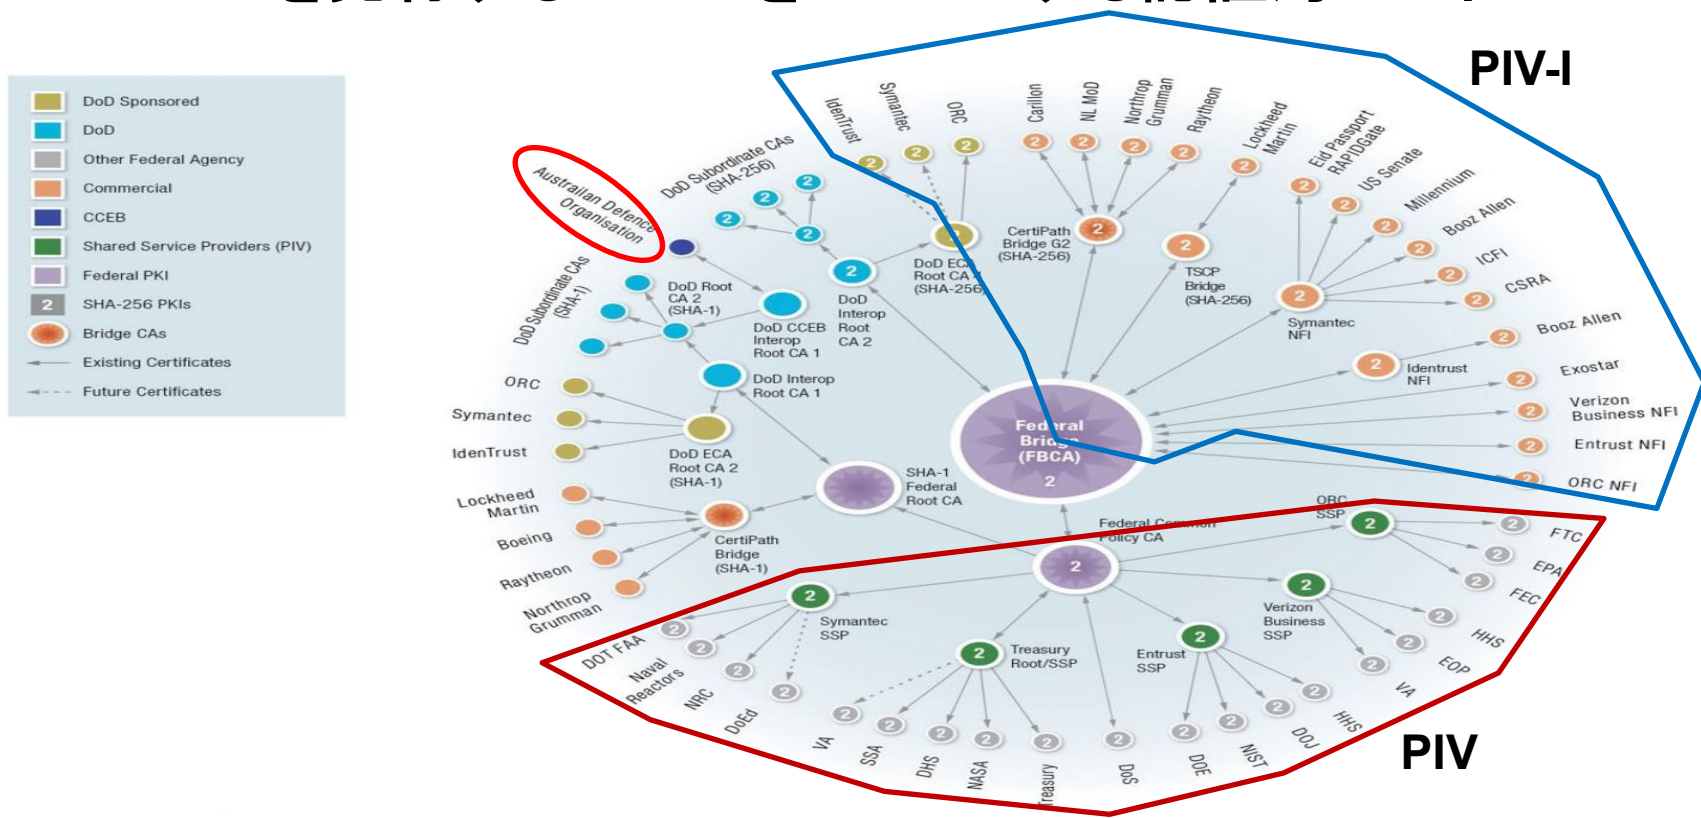 PIV-I
DoD Sponsored
DoD
Other Federal Agency
Commercial
CCEB
Shared Service Providers (PIV)
Federal PKI
2
SHA-256 PKIs
Bridge CAs
Existing Certificates
Future Certificates
Australian Defence
Organisation
DoD Subordinate CAs
(SHA-256)
IdenTrust
Symantec
ORC
Carillon
NL MoD
Northrop
Grumman
Raytheon
Lockheed
Martin
Eid Passport
RAPIDGate
US Senate
Millennium
Booz Allen
ICFI
CSRA
Booz Allen
Exostar
Verizon
Business NFI
Entrust NFI
ORC NFI
CertiPath
Bridge G2
(SHA-256)
TSCP
Bridge
(SHA-256)
Symantec
NFI
Identrust
NFI
DoD ECA
Root CA 4
(SHA-256)
DoD
Interop
Root
CA 2
DoD Root
CA 2
(SHA-1)
DoD CCEB
Interop
Root CA 1
DoD Subordinate CAs
(SHA-1)
DoD Interop
Root CA 1
ORC
Symantec
IdenTrust
DoD ECA
Root CA 2
(SHA-1)
Federal
Bridge
(FBCA)
2
SHA-1
Federal
Root CA
Lockheed
Martin
Boeing
Raytheon
Northrop
Grumman
CertiPath
Bridge
(SHA-1)
Federal Common
Policy CA
ORC
SSP
FTC
EPA
FEC
Verizon
Business
SSP
HHS
EOP
VA
Symantec
SSP
DOT FAA
Naval
Reactors
NRC
DoEd
Treasury
Root/SSP
VA
SSA
DHS
NASA
Treasury
DoS
Entrust
SSP
DOE
NIST
DOJ
HHS
PIV